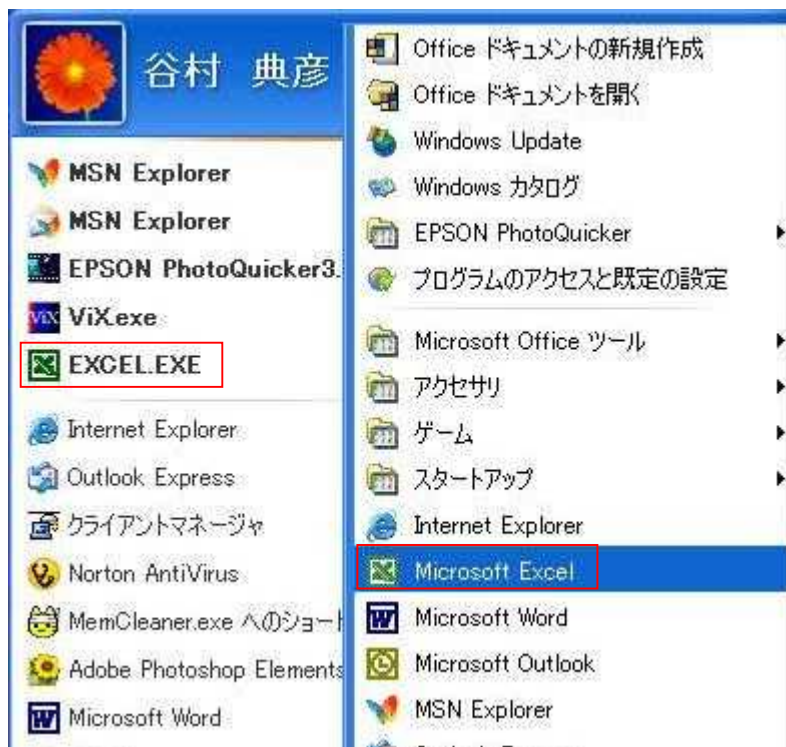 谷村 典彦
MSN Explorer
MSN Explorer
EPSON PhotoQuicker3.
ViX.exe
EXCEL.EXE
Internet Explorer
Outlook Express
クライアントマネージャ
Norton AntiVirus
MemCleaner.exe へのショート
Adobe Photoshop Elements
Microsoft Word
Office ドキュメントの新規作成
Office ドキュメントを開く
Windows Update
Windows カタログ
EPSON PhotoQuicker
プログラムのアクセスと既定の設定
Microsoft Office ツール
アクセサリ
ゲーム
スタートアップ
Internet Explorer
Microsoft Excel
Microsoft Word
Microsoft Outlook
MSN Explorer